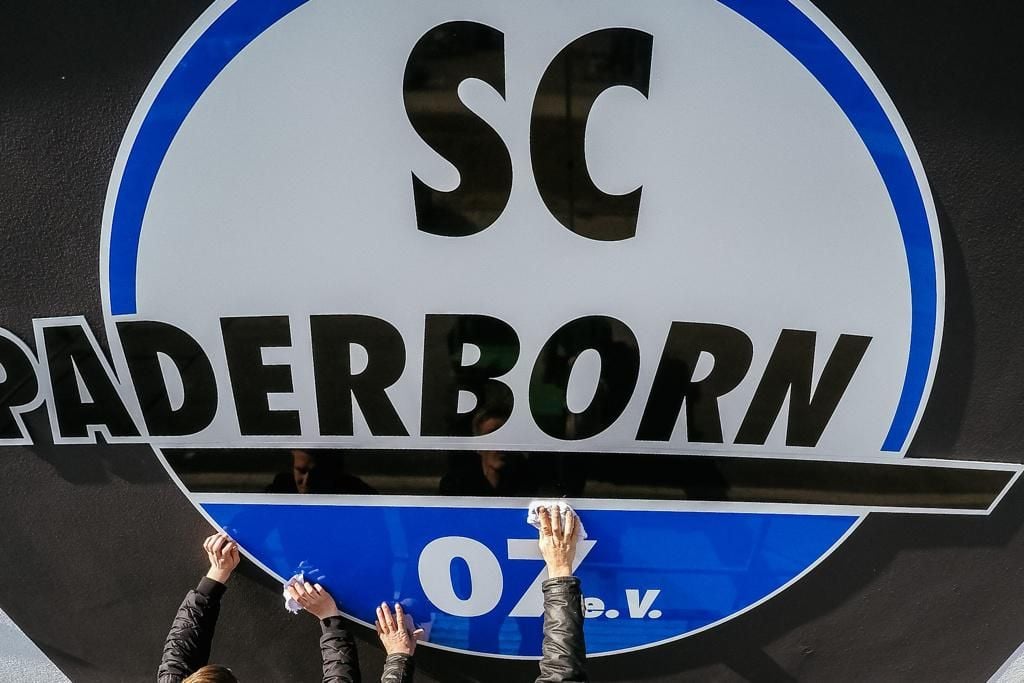 SC
PADERBORN
07 e.V.